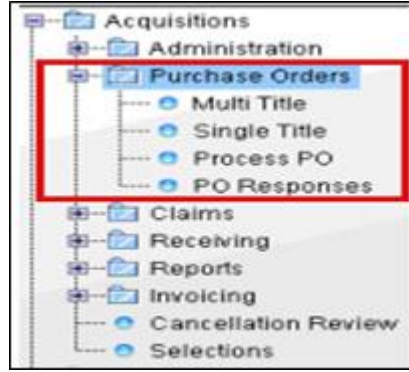 Acquisitions
Administration
Purchase Orders
Multi Title
Single Title
Process PO
PO Responses
Claims
Receiving
Reports
Invoicing
Cancellation Review
Selections